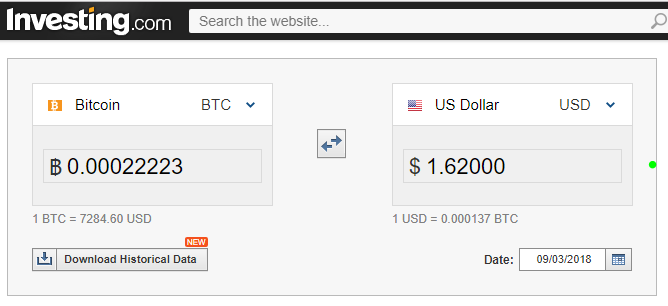 Investing.com Search the website...
Bitcoin BTC US Dollar USD
฿ 0.00022223 $ 1.62000
1 BTC = 7284.60 USD 1 USD = 0.000137 BTC
NEW
Download Historical Data Date: 09/03/2018